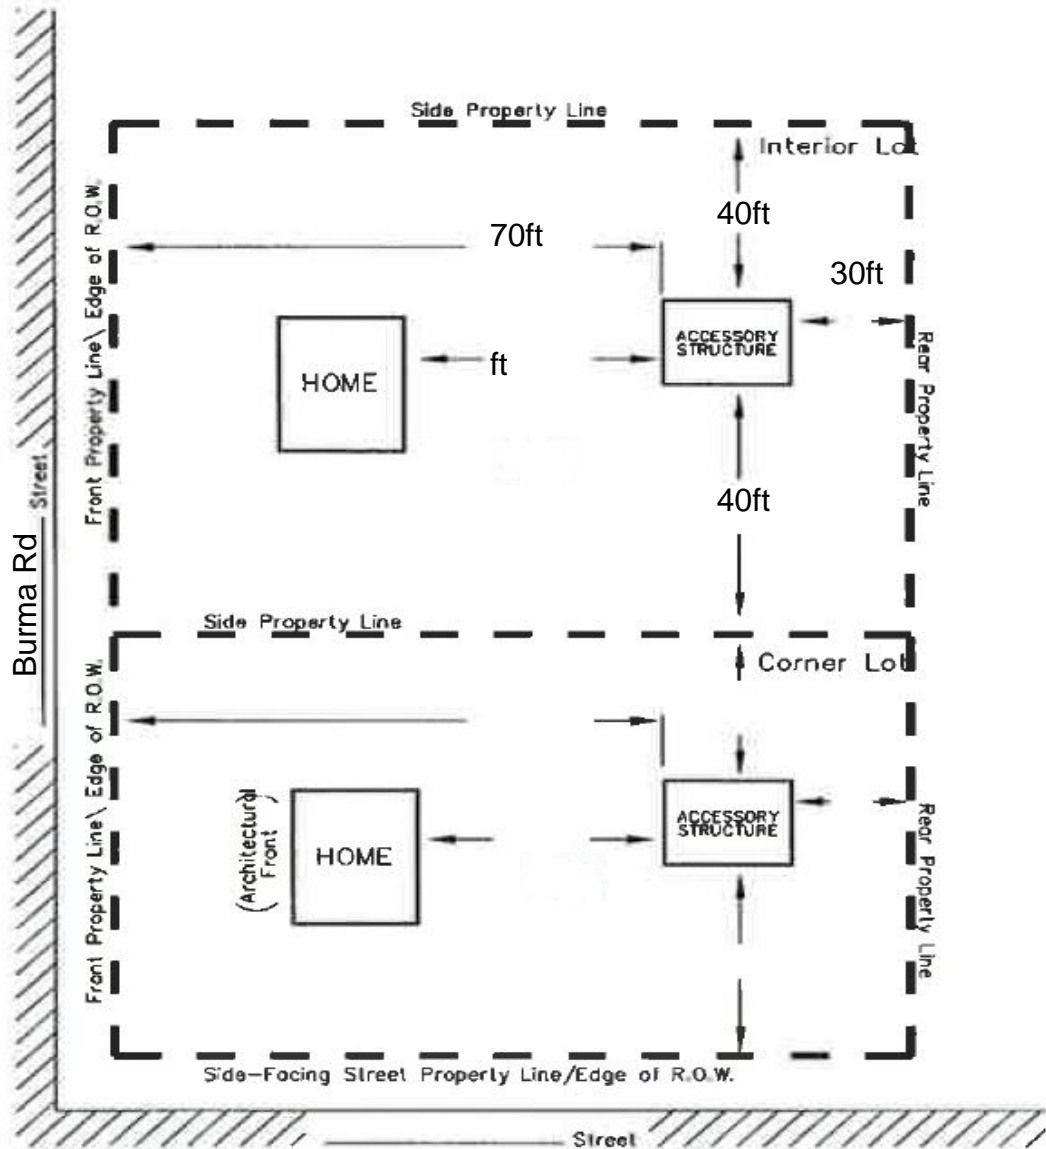 Side Property Line
Interior Lot
40ft
70ft
30ft
Front Property Line\ Edge of R.O.W.
ACCESSORY
STRUCTURE
HOME
ft
Rear Property Line
40ft
Burma Rd
Street
Side Property Line
Corner Lot
Front Property Line\ Edge of R.O.W.
(Architectural
Front)
HOME
ACCESSORY
STRUCTURE
Rear Property Line
Side-Facing Street Property Line/Edge of R.O.W.
Street